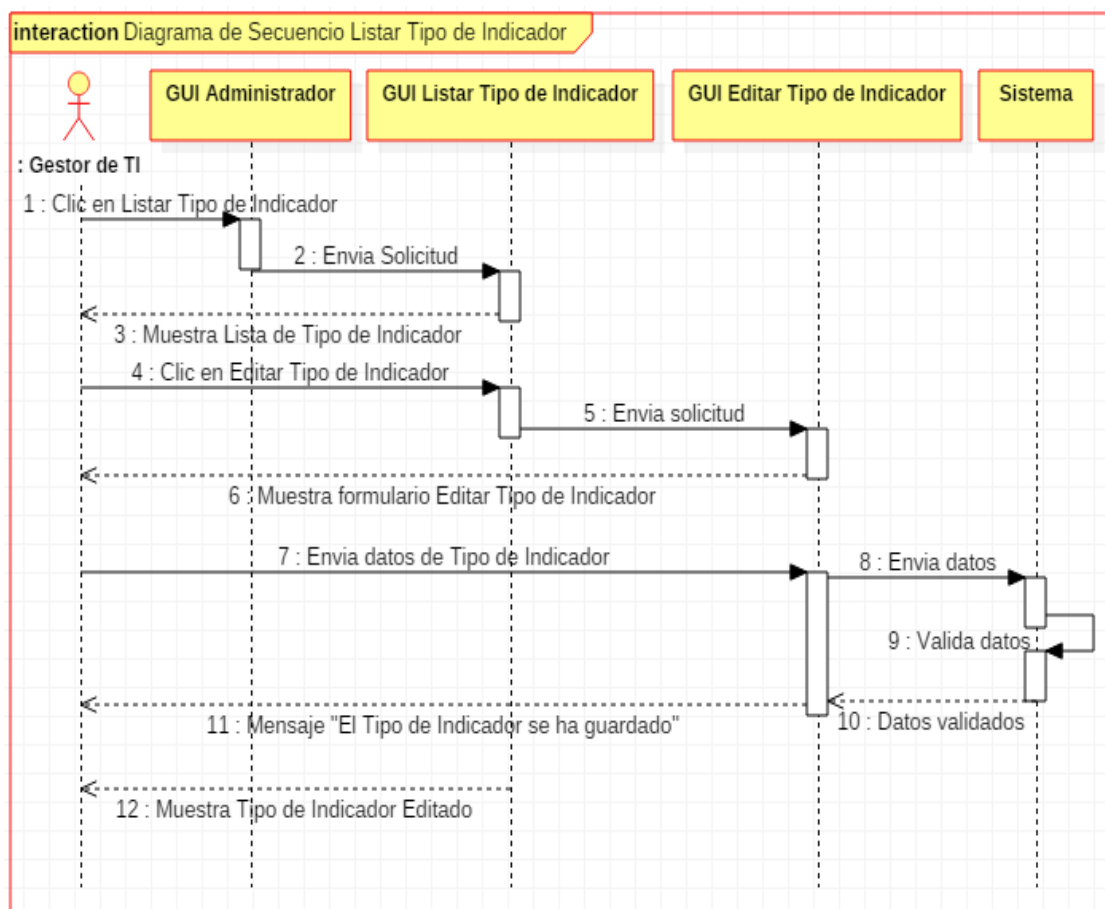 interaction Diagrama de Secuencio Listar Tipo de Indicador
GUI Administrador
GUI Listar Tipo de Indicador
GUI Editar Tipo de Indicador
Sistema
: Gestor de TI
1 : Clic en Listar Tipo de Indicador
2 : Envia Solicitud
3 : Muestra Lista de Tipo de Indicador
4 : Clic en Editar Tipo de Indicador
5 : Envia solicitud
6 : Muestra formulario Editar Tipo de Indicador
7 : Envia datos de Tipo de Indicador
8 : Envia datos
9 : Valida datos
10 : Datos validados
11 : Mensaje "El Tipo de Indicador se ha guardado"
12 : Muestra Tipo de Indicador Editado